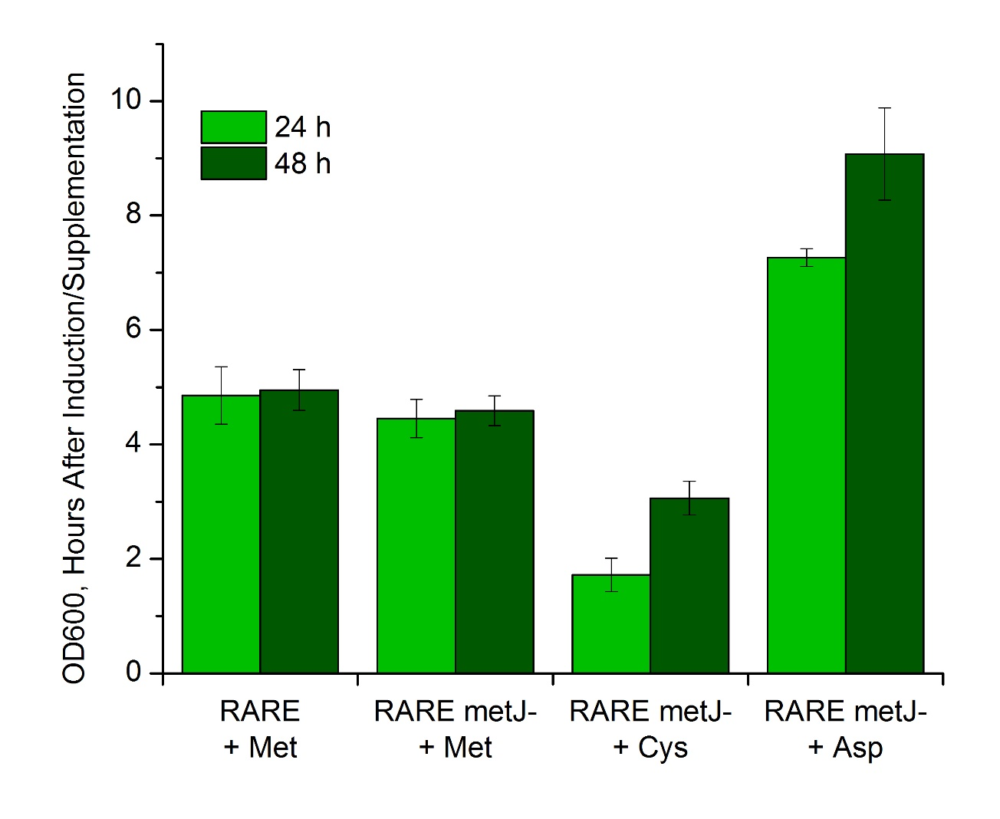 OD600, Hours After Induction/Supplementation
10
8
6
4
2
0
24 h
48 h
RARE
+ Met
RARE metJ-
+ Met
RARE metJ-
+ Cys
RARE metJ-
+ Asp